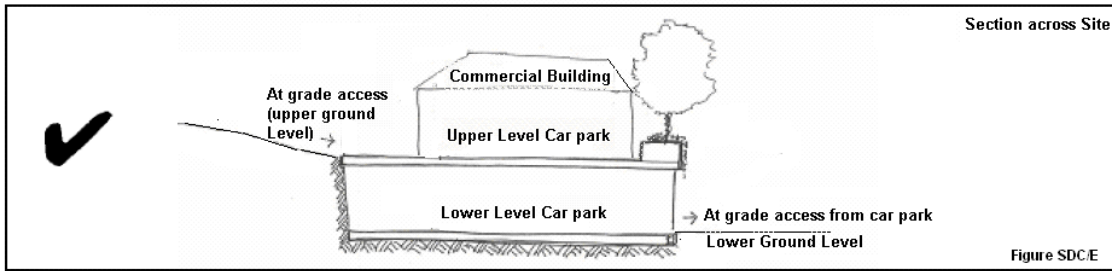 Section across Site
Commercial Building
At grade access
(upper ground
Level)
Upper Level Car park
Lower Level Car park
At grade access from car park
Lower Ground Level
Figure SDC/E